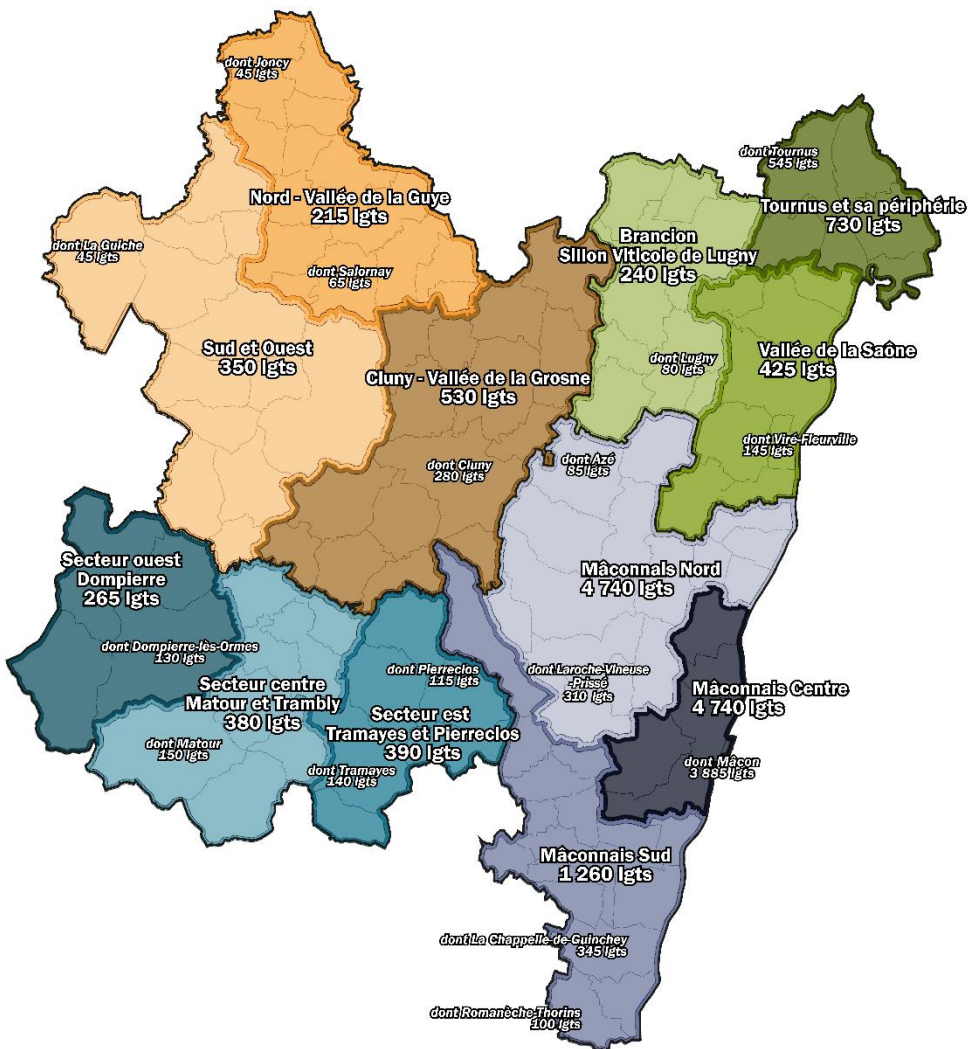 dont Joncy
45 lgts
Nord - Vallée de la Guye
215 lgts
dont La Guiche
45 lgts
dont Salornay
65 lgts
Sud et Ouest
350 lgts
Cluny - Vallée de la Grosne
530 lgts
dont Cluny
280 lgts
Brancion
Sillon Viticole de Lugny
240 lgts
dont Lugny
80 lgts
dont Tournus
545 lgts
Tournus et sa périphérie
730 lgts
Vallée de la Saône
425 lgts
dont Viré-Fleurville
145 lgts
dont Azé
85 lgts
Mâconnais Nord
4 740 lgts
dont Laroche-Vineuse
-Prissé
310 lgts
Mâconnais Centre
4 740 lgts
dont Mâcon
3 885 lgts
Secteur ouest
Dompierre
265 lgts
dont Dompierre-lès-Ormes
130 lgts
Secteur centre
Matour et Trambly
380 lgts
dont Matour
150 lgts
dont Pierreclos
115 lgts
Secteur est
Tramayes et Pierreclos
390 lgts
dont Tramayes
140 lgts
Mâconnais Sud
1 260 lgts
dont La Chappelle-de-Guinchey
345 lgts
dont Romanèche-Thorins
100 lgts